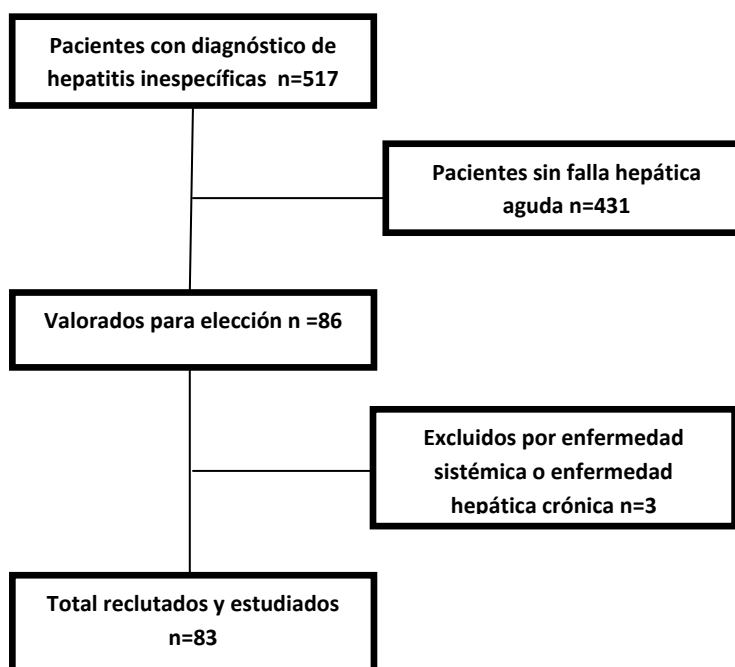 Pacientes con diagnóstico de
hepatitis inespecíficas n=517
Pacientes sin falla hepática
aguda n=431
Valorados para elección n =86
Excluidos por enfermedad
sistémica o enfermedad
hepática crónica n=3
Total reclutados y estudiados
n=83